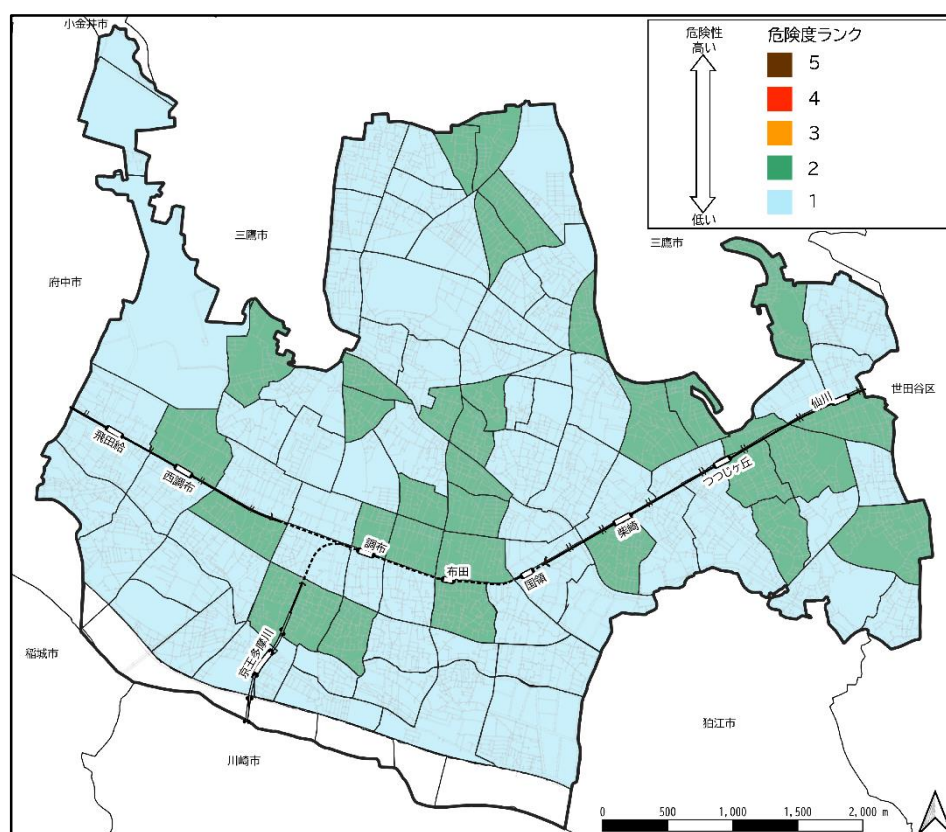 小金井市
危険性
高い
低い
危険度ランク
5
4
3
2
1
三鷹市
三鷹市
府中市
世田谷区
仙川
つつじヶ丘
柴崎
国領
布田
調布
西調布
飛田給
京王多摩川
稲城市
川崎市
狛江市
0 500 1,000 1,500 2,000 m